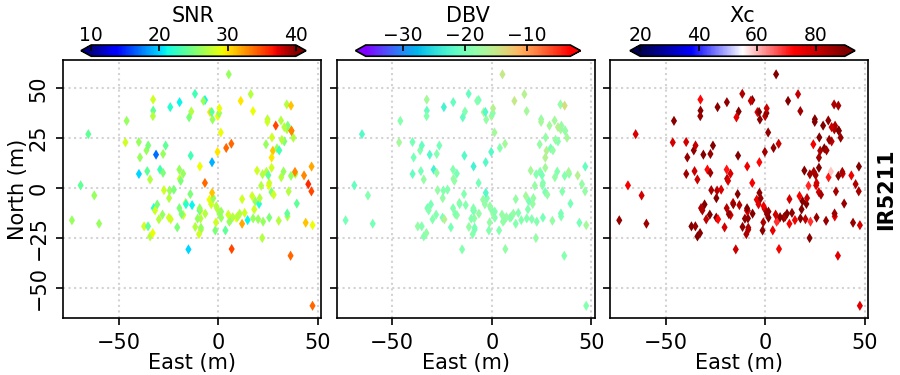 SNR DBV Xc
10 20 30 40 −30 −20 −10 20 40 60 80
50
25
0
−25
−50
North (m)
−50 0 50 −50 0 50 −50 0 50
East (m) East (m) East (m)
IR5211